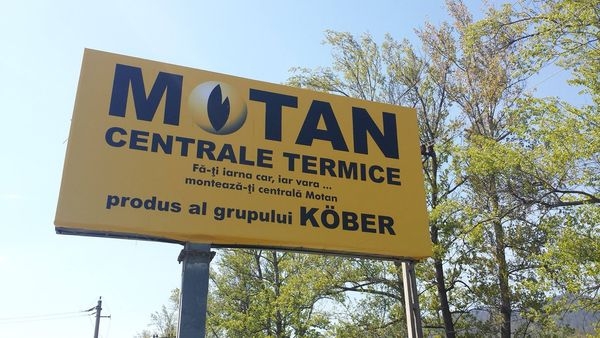 MOTAN
CENTRALE TERMICE
Fă-ți iarna car, iar vara ...
montează-ți centrală Motan
produs al grupului KÖBER